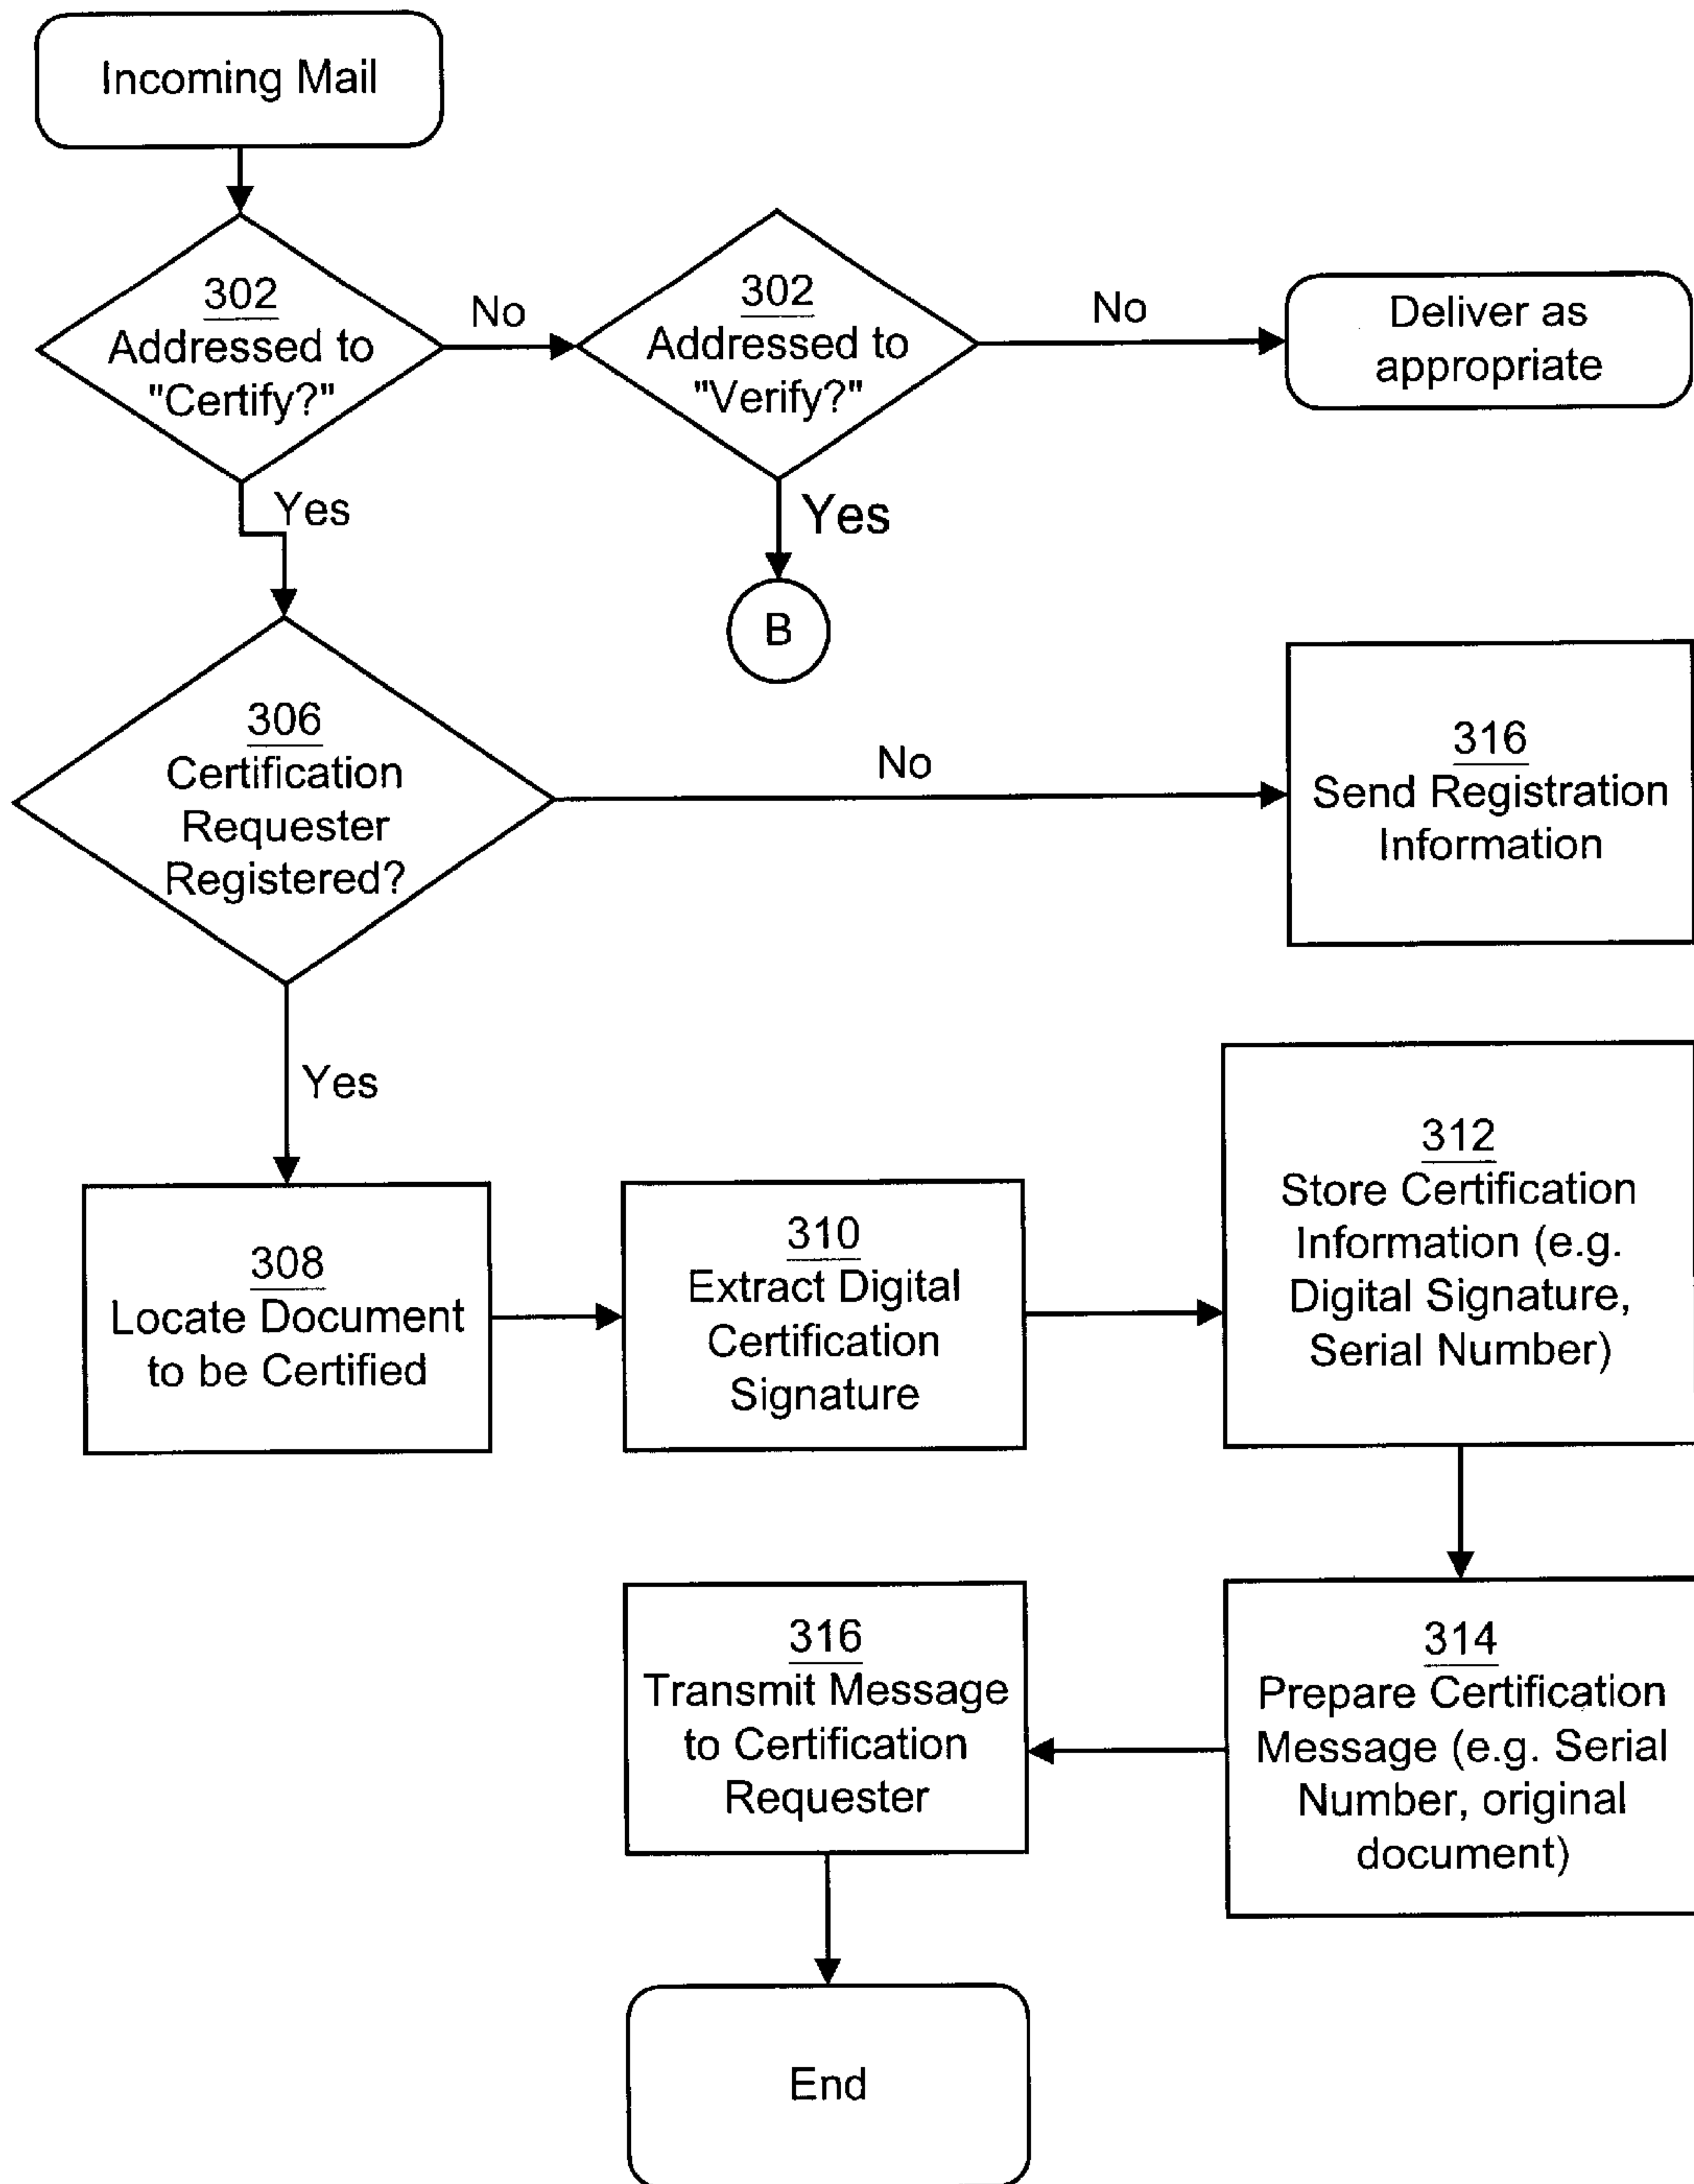 Incoming Mail
302
Addressed to
"Certify?"
No
302
Addressed to
"Verify?"
No
Deliver as
appropriate
Yes
Yes
B
306
Certification
Requester
Registered?
No
316
Send Registration
Information
Yes
308
Locate Document
to be Certified
310
Extract Digital
Certification
Signature
312
Store Certification
Information (e.g.
Digital Signature,
Serial Number)
314
Prepare Certification
Message (e.g. Serial
Number, original
document)
316
Transmit Message
to Certification
Requester
End